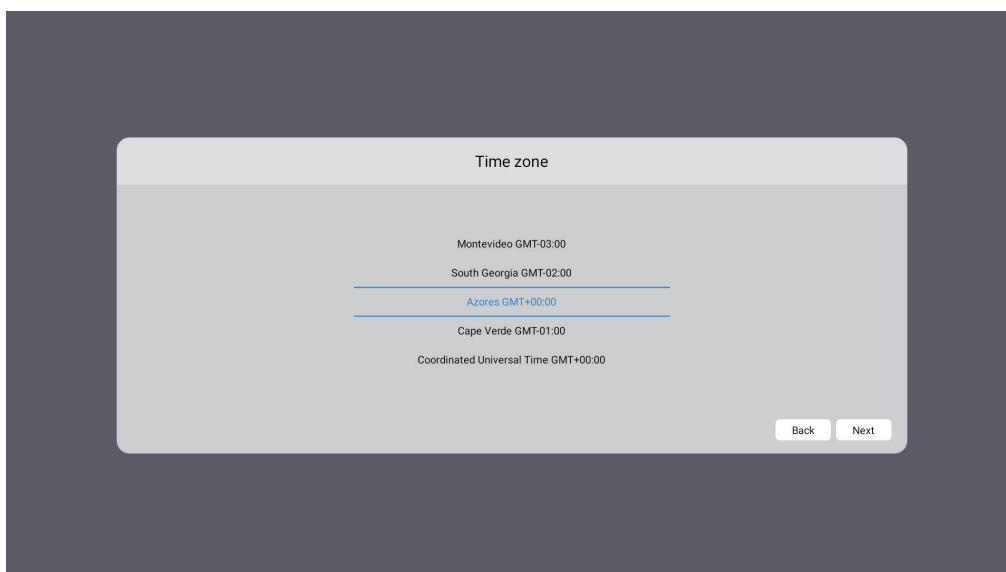 Time zone
Montevideo GMT-03:00
South Georgia GMT-02:00
Azores GMT+00:00
Cape Verde GMT-01:00
Coordinated Universal Time GMT+00:00
Back Next